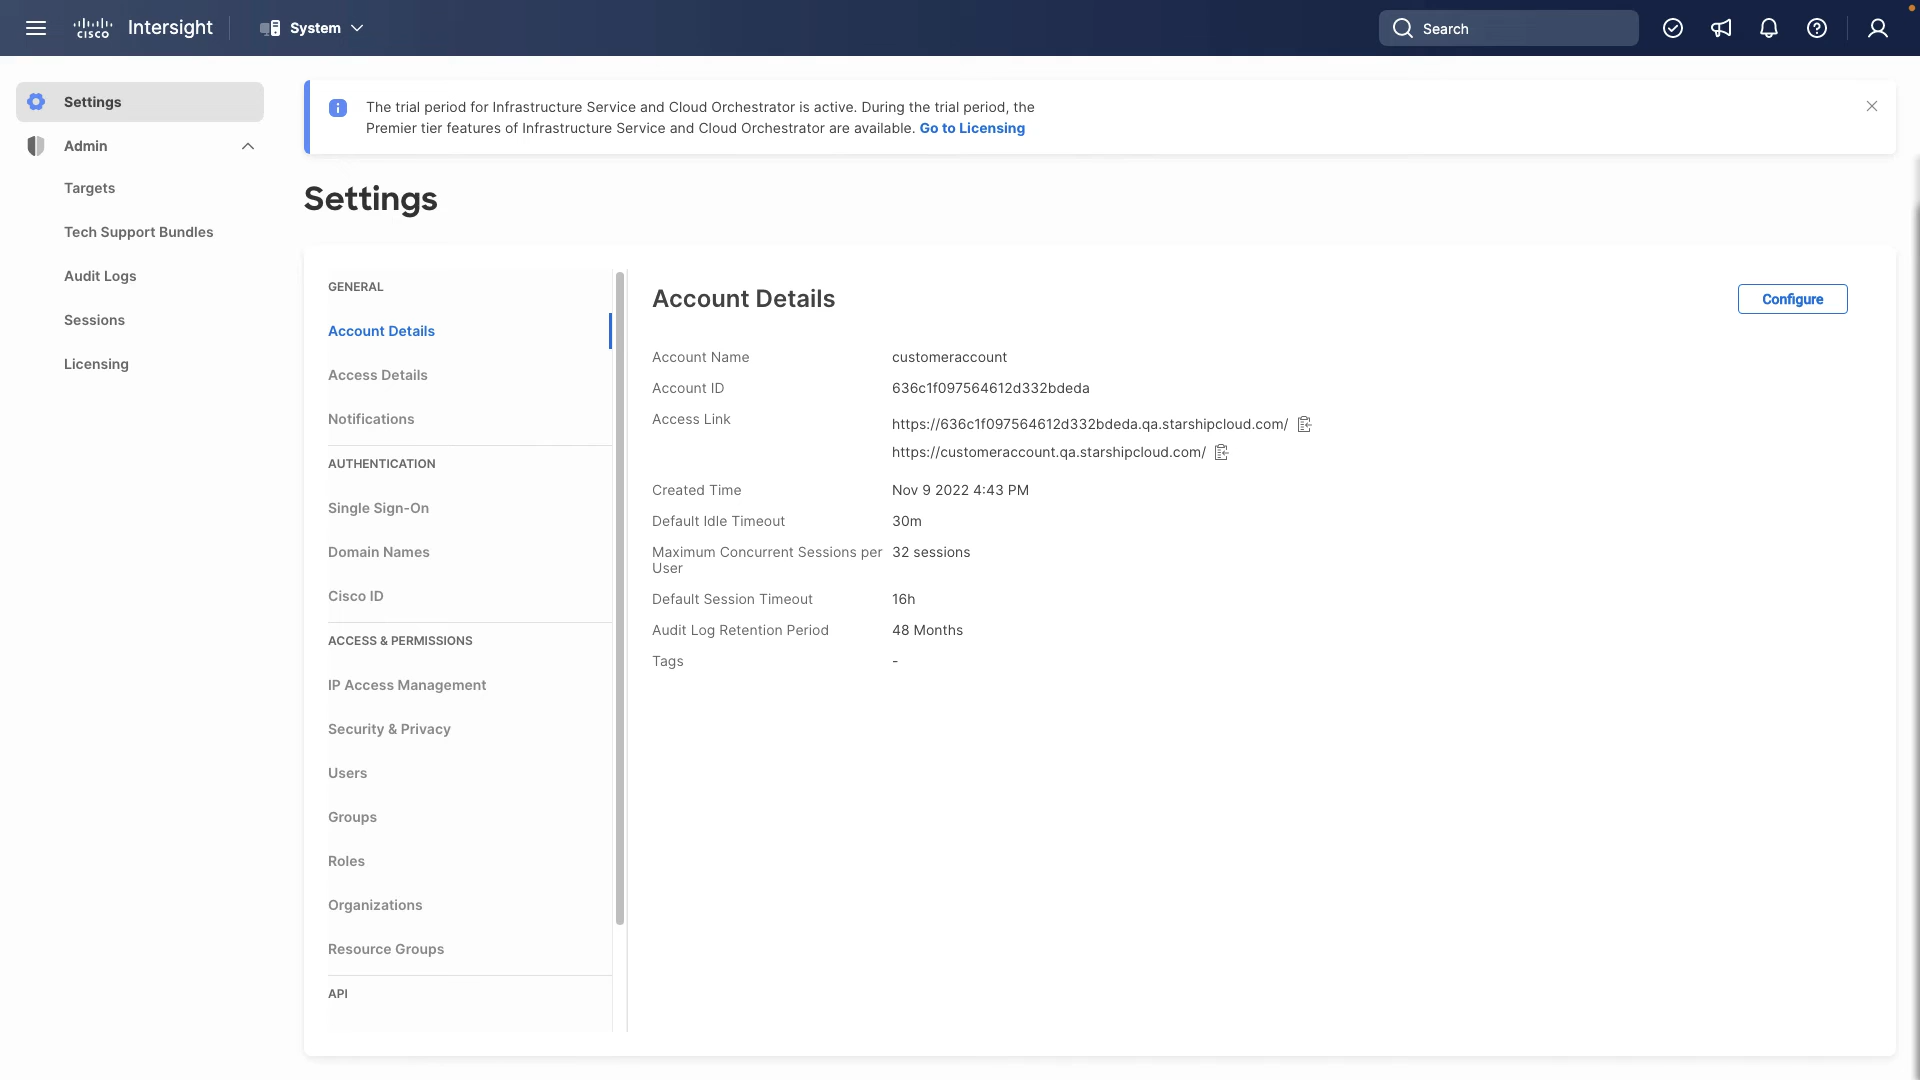 cisco Intersight System Search
Settings
Admin
Targets
Tech Support Bundles
Audit Logs
Sessions
Licensing
The trial period for Infrastructure Service and Cloud Orchestrator is active. During the trial period, the
Premier tier features of Infrastructure Service and Cloud Orchestrator are available. Go to Licensing
Settings
GENERAL
Account Details
Access Details
Notifications
AUTHENTICATION
Single Sign-On
Domain Names
Cisco ID
ACCESS & PERMISSIONS
IP Access Management
Security & Privacy
Users
Groups
Roles
Organizations
Resource Groups
API
Account Details Configure
Account Name customeraccount
Account ID 636c1f097564612d332bdeda
Access Link https://636c1f097564612d332bdeda.qa.starshipcloud.com/
https://customeraccount.qa.starshipcloud.com/
Created Time Nov 9 2022 4:43 PM
Default Idle Timeout 30m
Maximum Concurrent Sessions per 32 sessions
User
Default Session Timeout 16h
Audit Log Retention Period 48 Months
Tags -